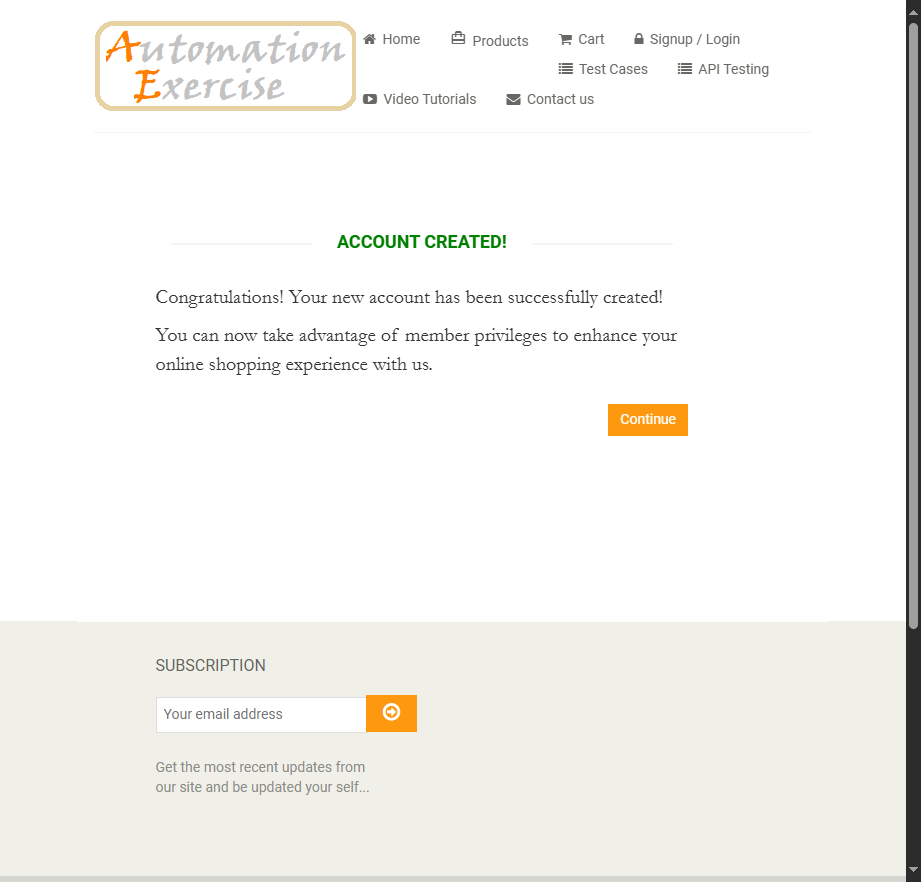 Automation
Exercise
Home
Products
Cart
Signup / Login
Test Cases
API Testing
Video Tutorials
Contact us
ACCOUNT CREATED!
Congratulations! Your new account has been successfully created!
You can now take advantage of member privileges to enhance your
online shopping experience with us.
Continue
SUBSCRIPTION
Your email address
Get the most recent updates from
our site and be updated your self...